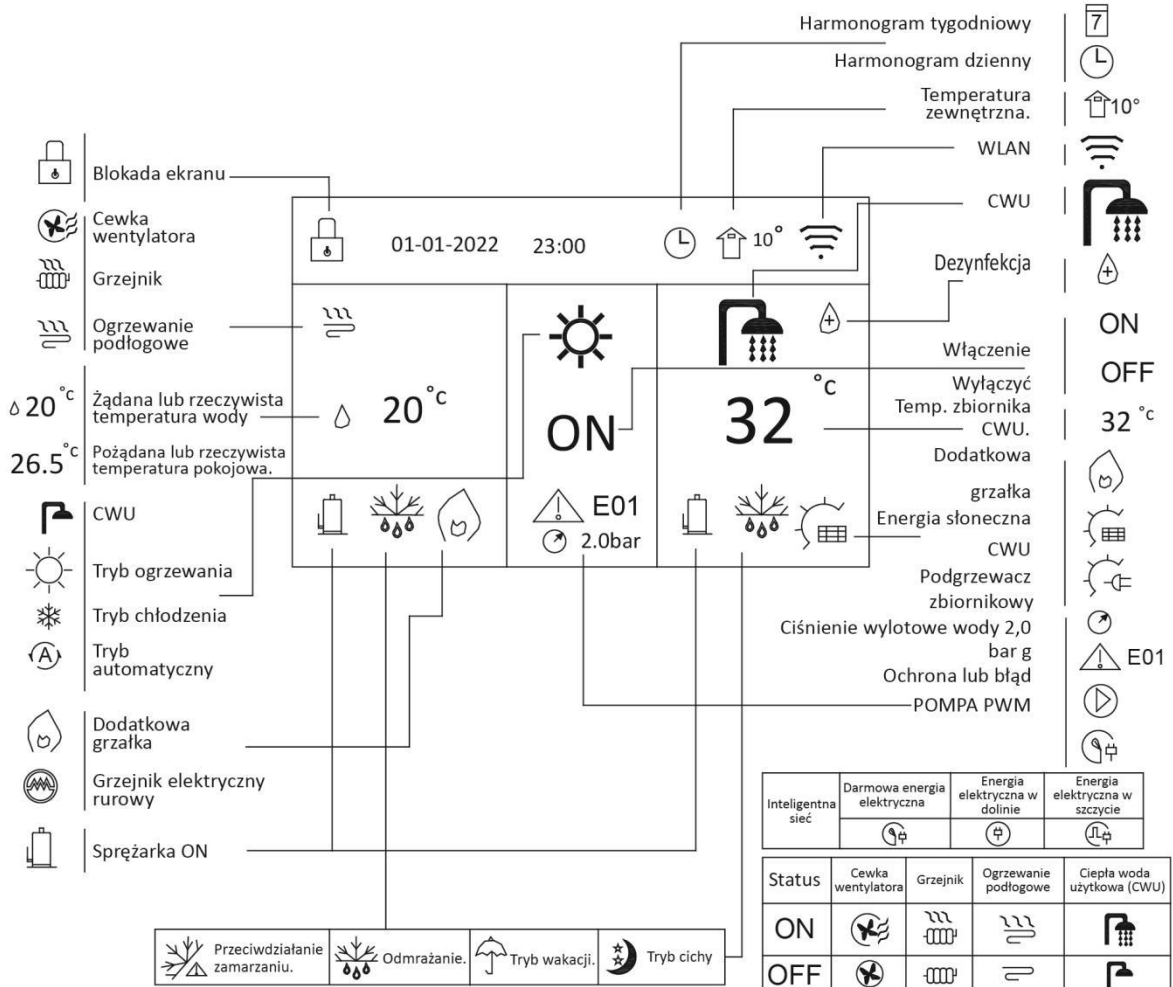 Harmonogram tygodniowy
7
Harmonogram dzienny
Temperatura
zewnętrzna.
10°
WLAN
CWU
Dezynfekcja
Włączenie
ON
Wyłączyć
OFF
Temp. zbiornika
CWU.
32 °c
Dodatkowa
grzałka
Energia słoneczna
CWU
Podgrzewacz
zbiornikowy
Ciśnienie wylotowe wody 2,0
bar g
Ochrona lub błąd
E01
POMPA PWM
Blokada ekranu
Cewka
wentylatora
Grzejnik
Ogrzewanie
podłogowe
20 °c
Żądana lub rzeczywista
temperatura wody
26.5 °c
Pożądana lub rzeczywista
temperatura pokojowa.
CWU
Tryb ogrzewania
Tryb chłodzenia
A
Tryb
automatyczny
Dodatkowa
grzałka
Grzejnik elektryczny
rurowy
Sprężarka ON
01-01-2022 23:00 10°
20 °c
ON
32 °c
E01
2.0bar
Przeciwdziałanie
zamarzaniu.
Odmrażanie.
Tryb wakacji.
Tryb cichy
Inteligentna
sieć
Darmowa energia
elektryczna
Energia
elektryczna w
dolinie
Energia
elektryczna w
szczycie
Status
Cewka
wentylatora
Grzejnik
Ogrzewanie
podłogowe
Ciepła woda
użytkowa (CWU)
ON
OFF